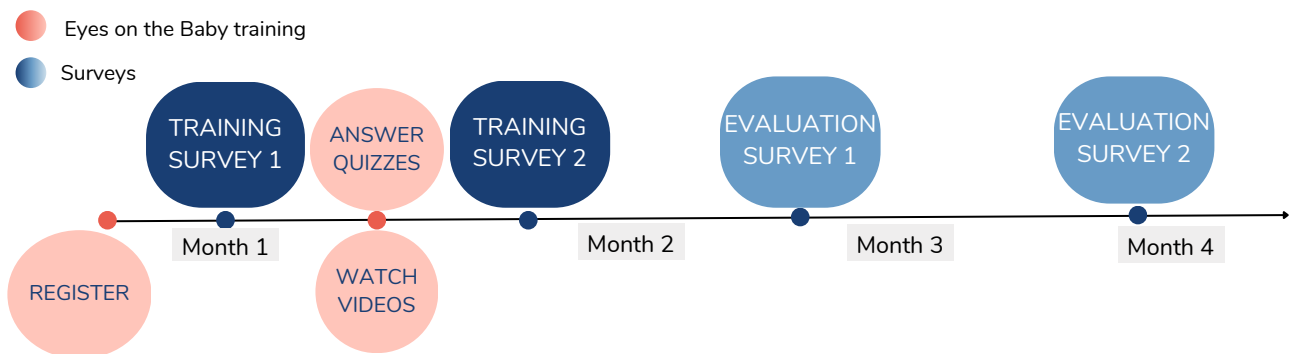 Eyes on the Baby training
Surveys
TRAINING
SURVEY 1
ANSWER
QUIZZES
TRAINING
SURVEY 2
EVALUATION
SURVEY 1
EVALUATION
SURVEY 2
Month 1
Month 2
Month 3
Month 4
REGISTER
WATCH
VIDEOS